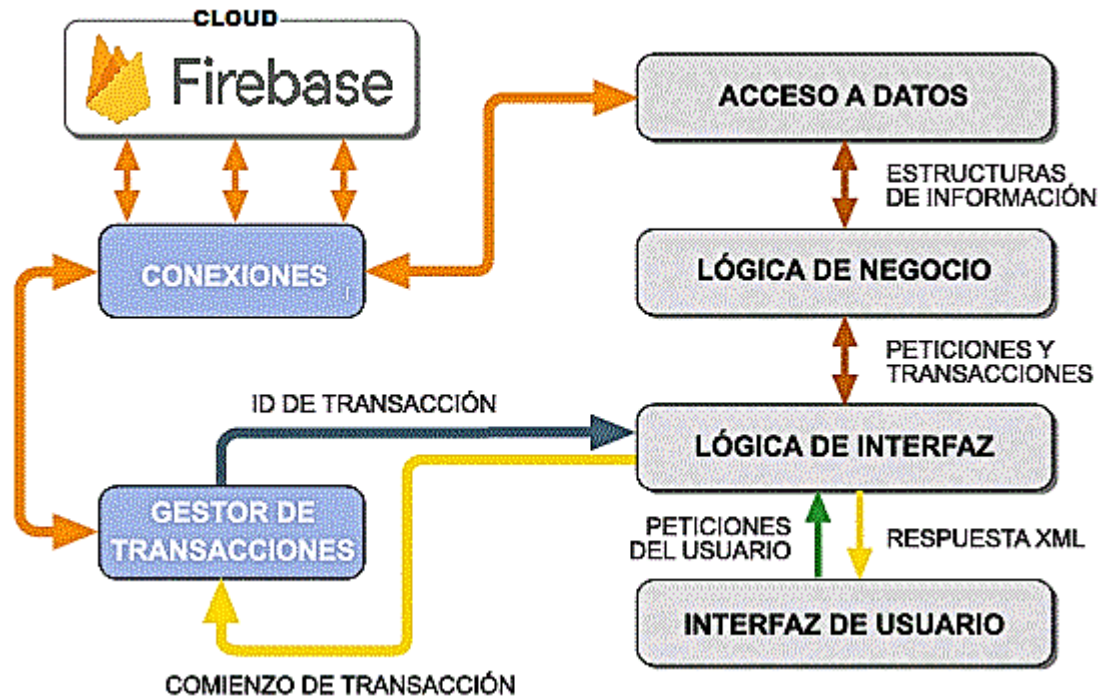 CLOUD
Firebase
ACCESO A DATOS
ESTRUCTURAS
DE INFORMACIÓN
CONEXIONES
LÓGICA DE NEGOCIO
PETICIONES Y
TRANSACCIONES
ID DE TRANSACCIÓN
LÓGICA DE INTERFAZ
GESTOR DE
TRANSACCIONES
PETICIONES
DEL USUARIO
RESPUESTA XML
INTERFAZ DE USUARIO
COMIENZO DE TRANSACCIÓN